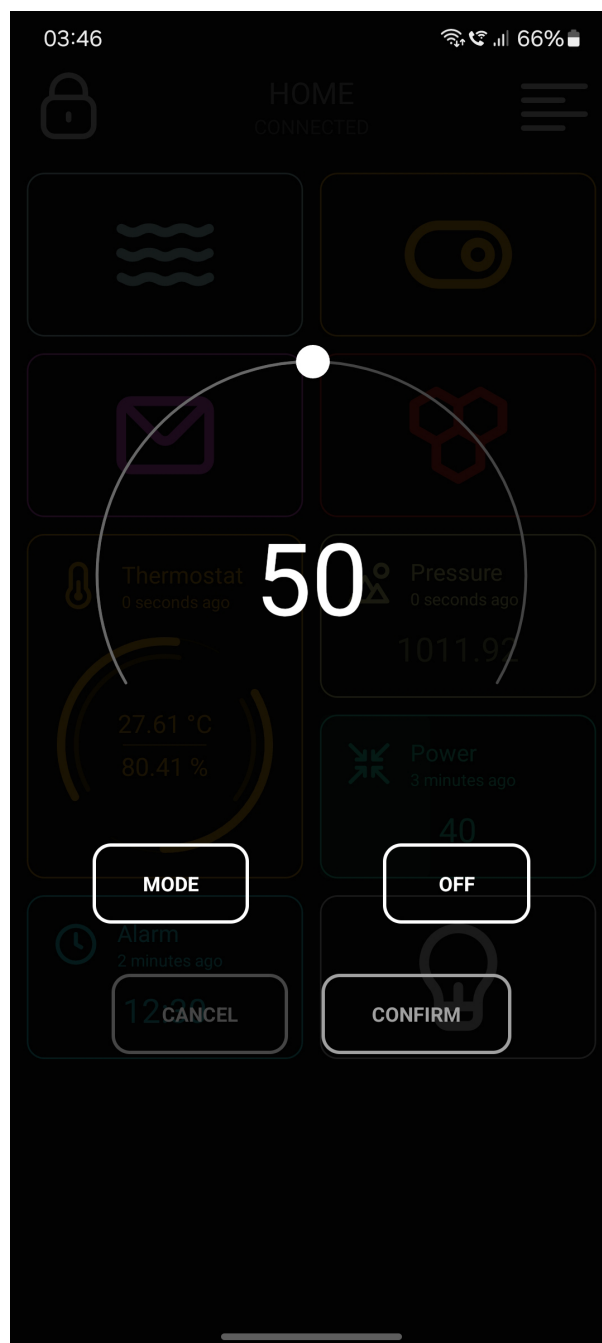 03:46 66%
HOME
CONNECTED
50
Thermostat
0 seconds ago
27.61 °C
80.41 %
Pressure
0 seconds ago
1011.92
Power
3 minutes ago
40
MODE OFF
Alarm
2 minutes ago
CANCEL CONFIRM